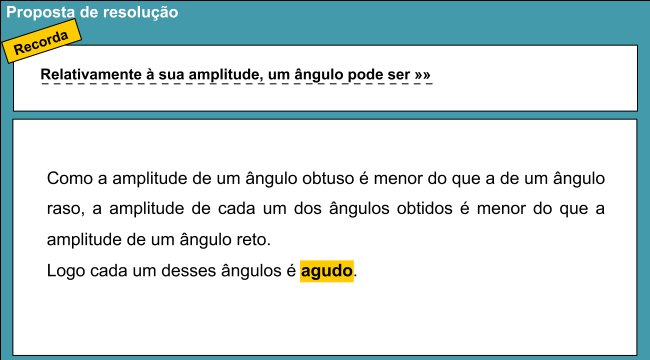 Proposta de resolução
Recorda
Relativamente à sua amplitude, um ângulo pode ser »»
Como a amplitude de um ângulo obtuso é menor do que a de um ângulo
raso, a amplitude de cada um dos ângulos obtidos é menor do que a
amplitude de um ângulo reto.
Logo cada um desses ângulos é agudo.